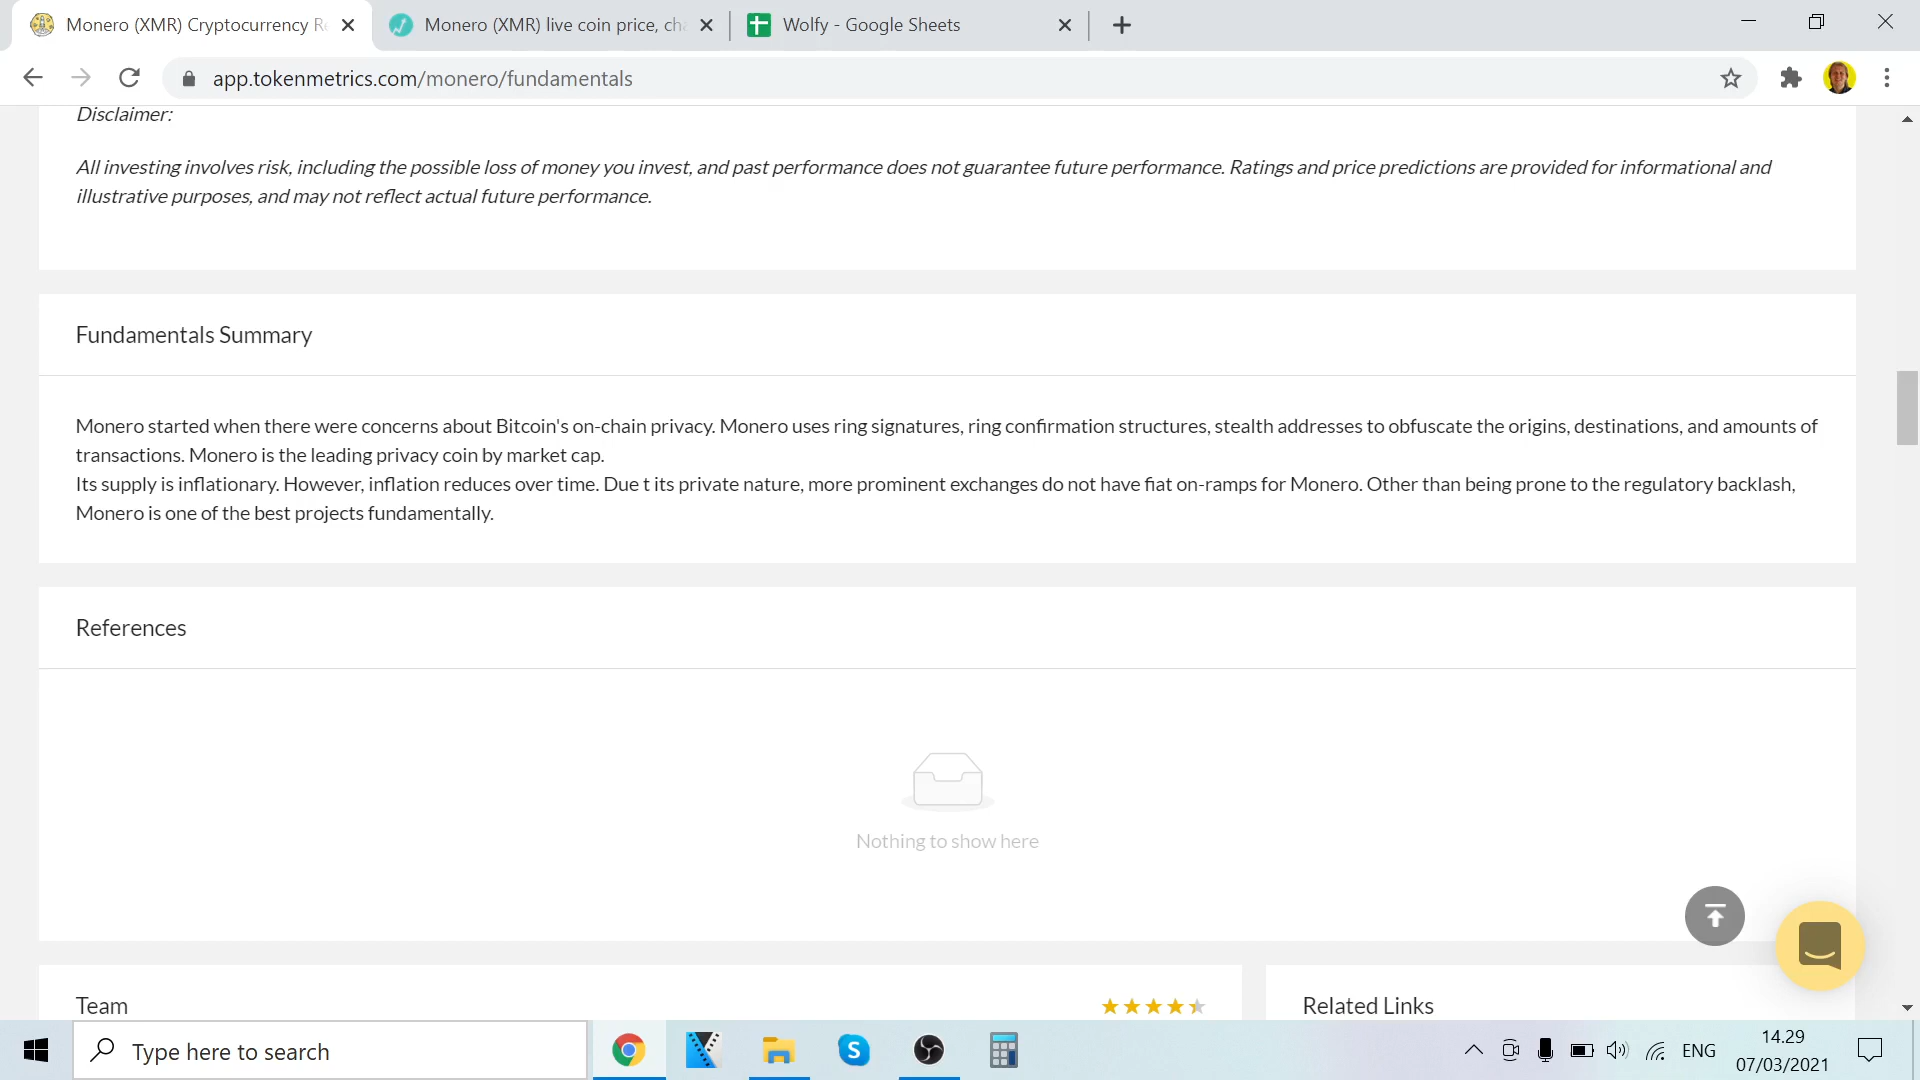 Monero (XMR) Cryptocurrency Re
Monero (XMR) live coin price, cha
Wolfy - Google Sheets
app.tokenmetrics.com/monero/fundamentals
Disclaimer:
All investing involves risk, including the possible loss of money you invest, and past performance does not guarantee future performance. Ratings and price predictions are provided for informational and
illustrative purposes, and may not reflect actual future performance.
Fundamentals Summary
Monero started when there were concerns about Bitcoin's on-chain privacy. Monero uses ring signatures, ring confirmation structures, stealth addresses to obfuscate the origins, destinations, and amounts of
transactions. Monero is the leading privacy coin by market cap.
Its supply is inflationary. However, inflation reduces over time. Due t its private nature, more prominent exchanges do not have fiat on-ramps for Monero. Other than being prone to the regulatory backlash,
Monero is one of the best projects fundamentally.
References
Nothing to show here
Team
Related Links
Type here to search
S
ENG
14.29
07/03/2021